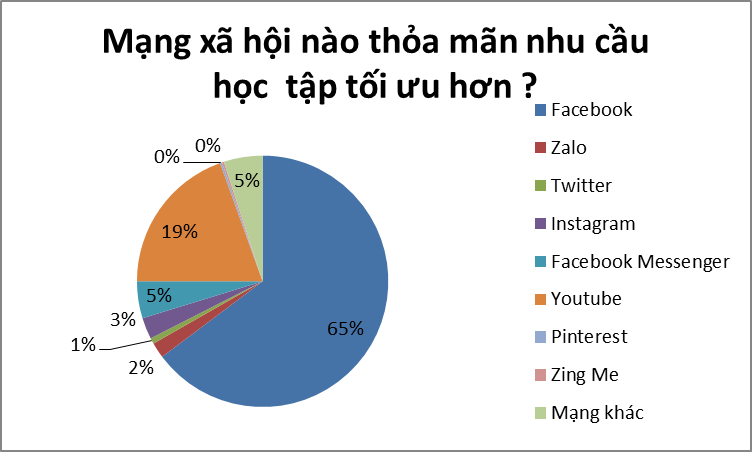 Mạng xã hội nào thỏa mãn nhu cầu
học  tập tối ưu hơn ?
0%
0%
5%
19%
5%
3%
1%
2%
65%
Facebook
Zalo
Twitter
Instagram
Facebook Messenger
Youtube
Pinterest
Zing Me
Mạng khác